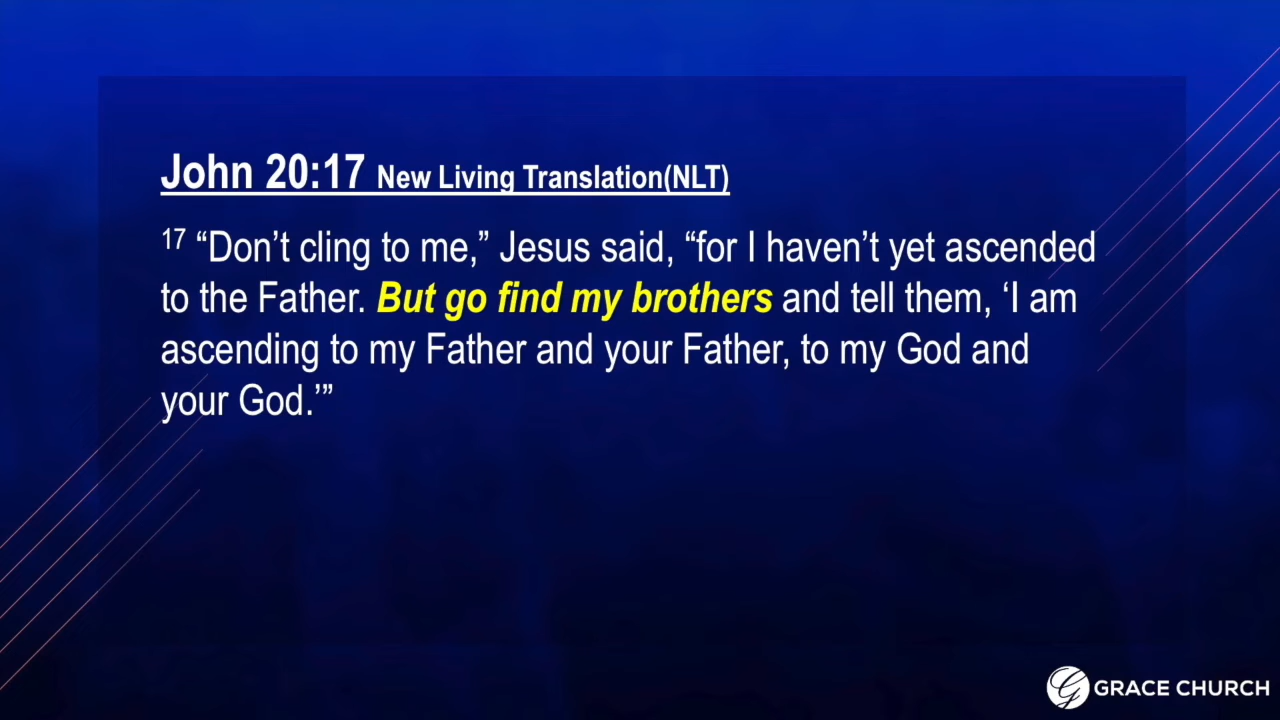 John 20:17 New Living Translation(NLT)
17 “Don’t cling to me,” Jesus said, “for I haven’t yet ascended
to the Father. But go find my brothers and tell them, ‘I am
ascending to my Father and your Father, to my God and
your God.’”
GRACE CHURCH